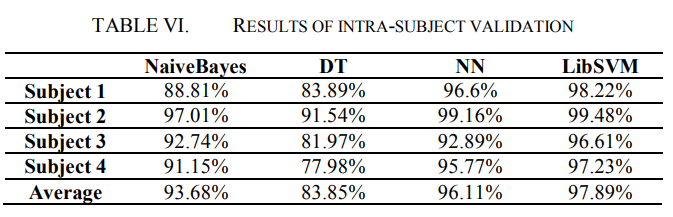 TABLE VI. RESULTS OF INTRA-SUBJECT VALIDATION
NaiveBayes DT NN LibSVM
Subject 1 88.81% 83.89% 96.6% 98.22%
Subject 2 97.01% 91.54% 99.16% 99.48%
Subject 3 92.74% 81.97% 92.89% 96.61%
Subject 4 91.15% 77.98% 95.77% 97.23%
Average 93.68% 83.85% 96.11% 97.89%